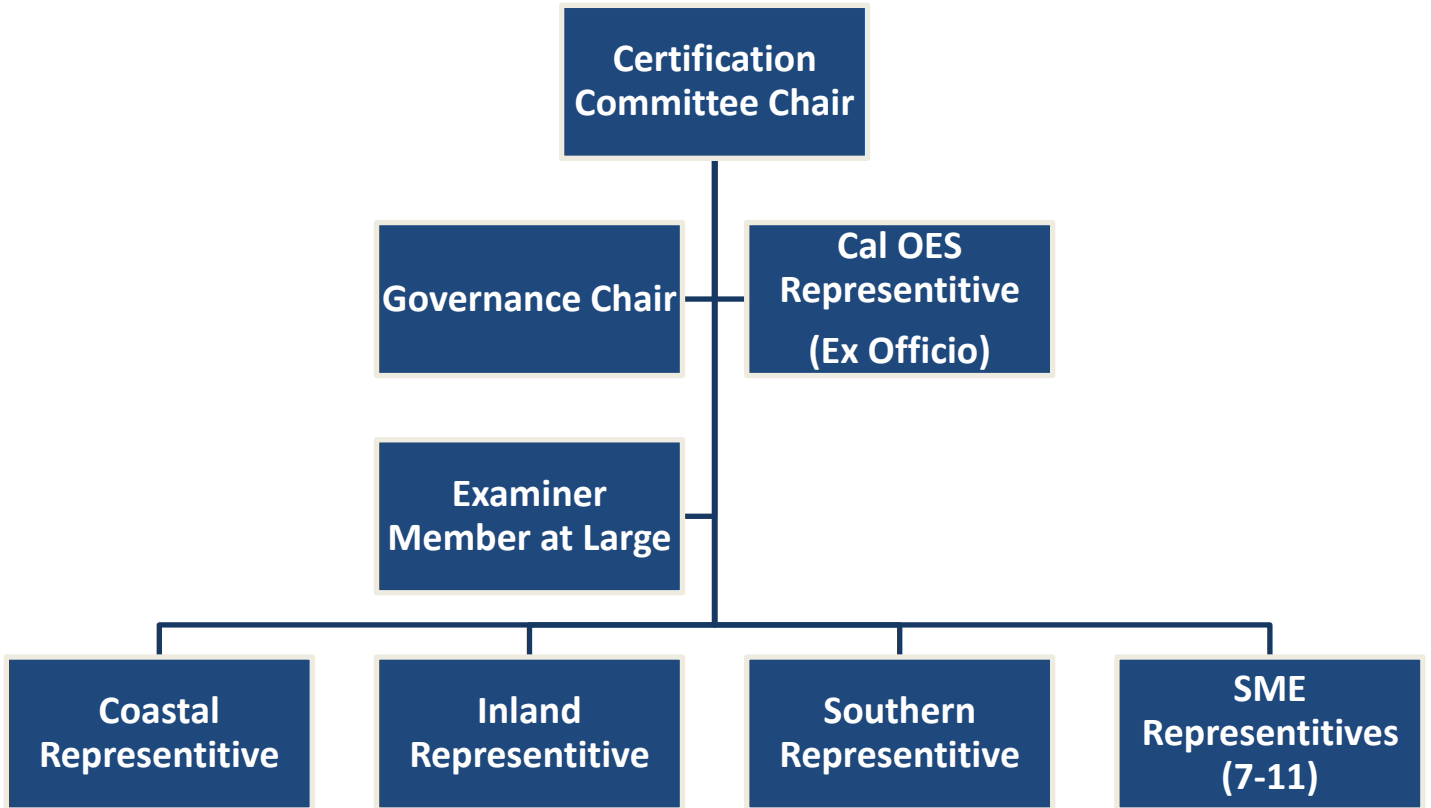 Certification
Committee Chair
Governance Chair
Cal OES
Representitive
(Ex Officio)
Examiner
Member at Large
Coastal
Representitive
Inland
Representitive
Southern
Representitive
SME
Representitives
(7-11)